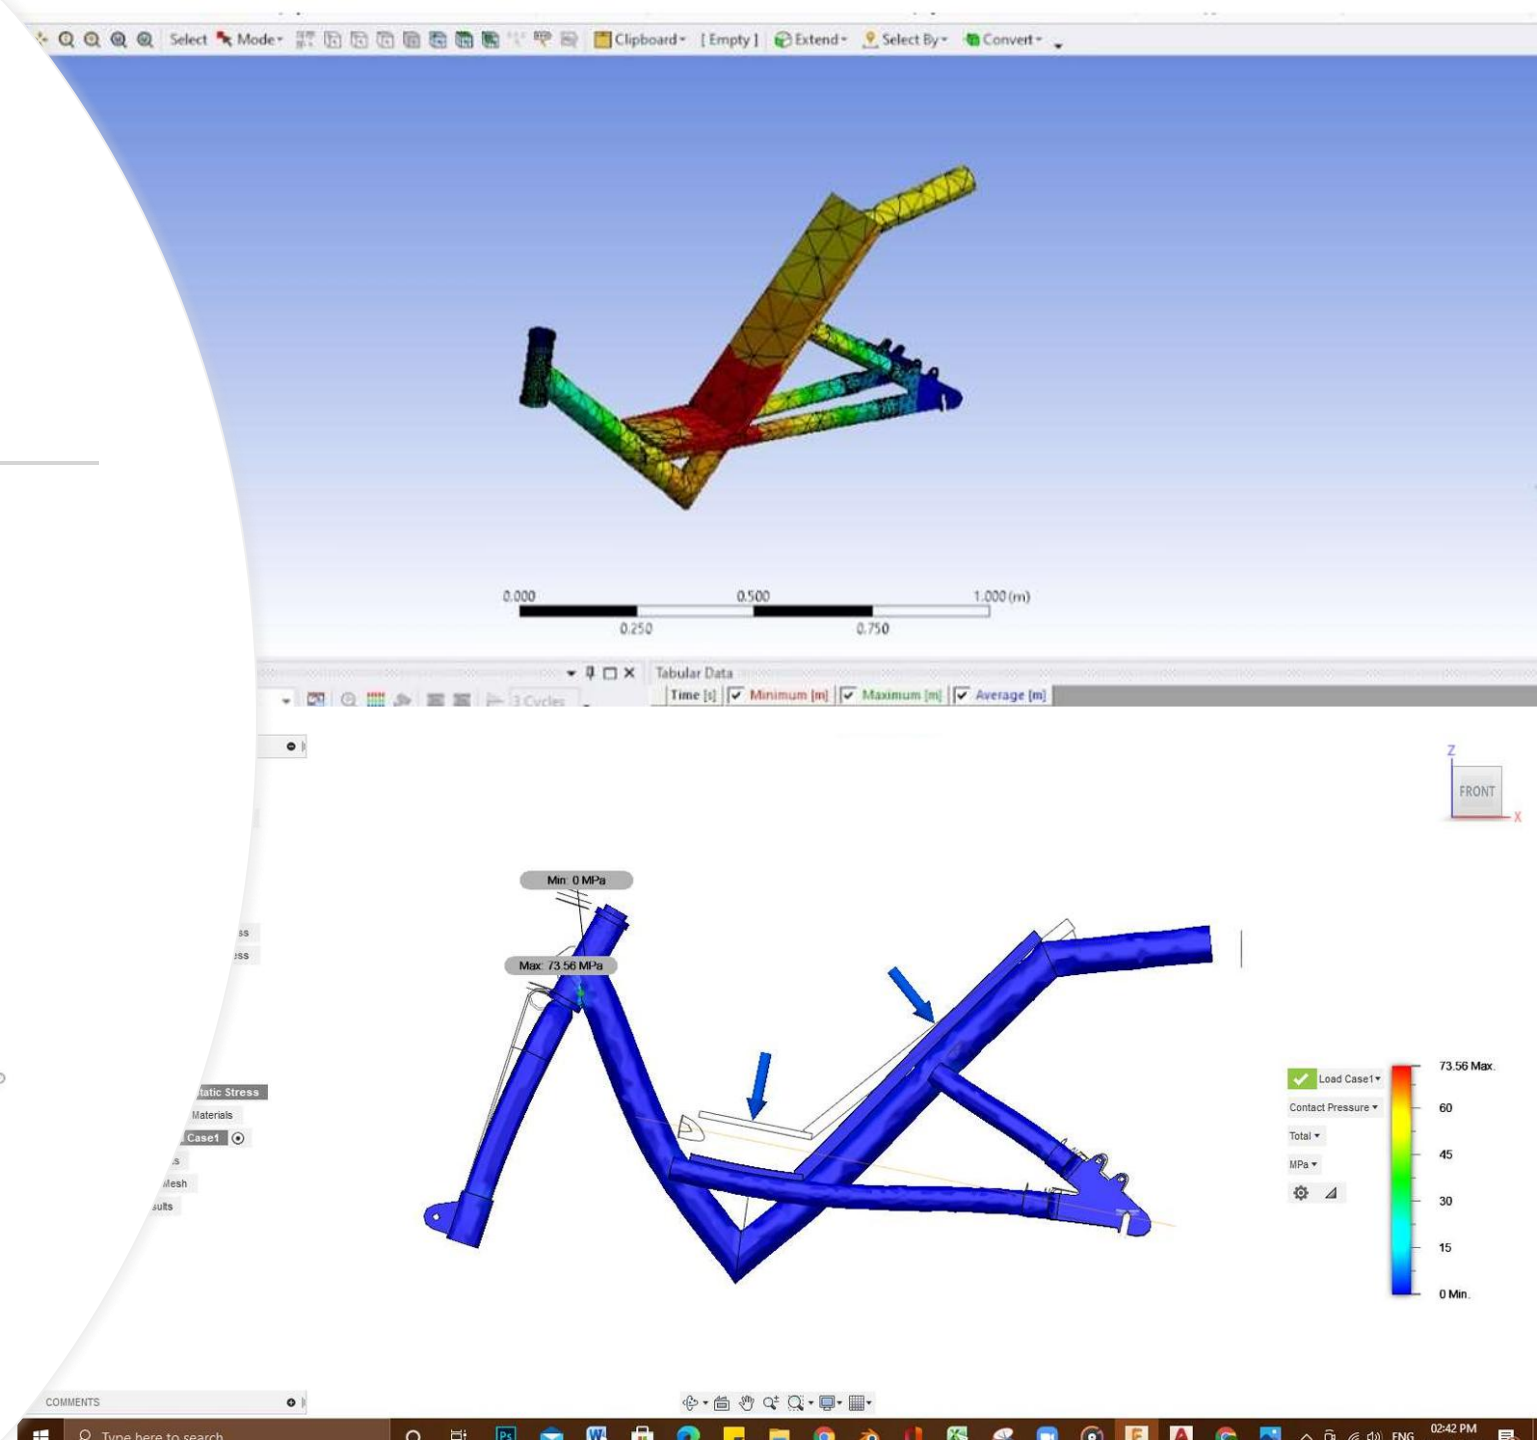 Select Mode Clipboard [ Empty ] Extend Select By Convert
0.000 0.500 1.000 (m)
0.250 0.750
Tabular Data
3 Cycles
Time [s] Minimum [m] Maximum [m] Average [m]
Z
FRONT
X
Min: 0 MPa
Max: 73.56 MPa
ss
ess
tatic Stress
Materials
Case1
ts
Mesh
sults
Load Case1
Contact Pressure
Total
MPa
73.56 Max.
60
45
30
15
0 Min.
COMMENTS
Type here to search
Ps
ENG
02:42 PM